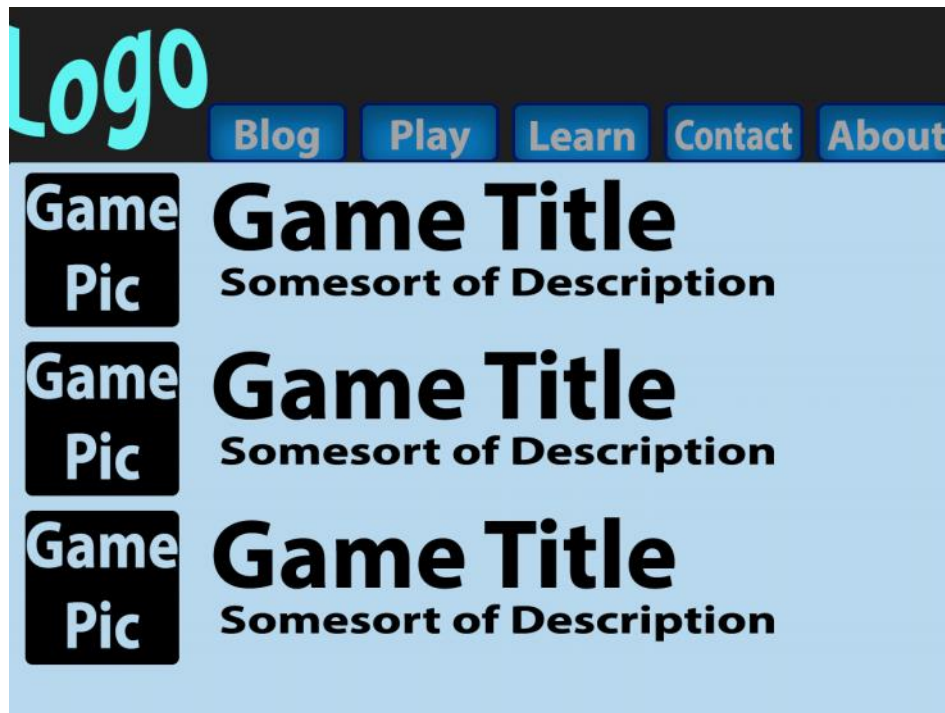 Logo
Blog Play Learn Contact About
Game Pic
Game Title
Somesort of Description
Game Pic
Game Title
Somesort of Description
Game Pic
Game Title
Somesort of Description